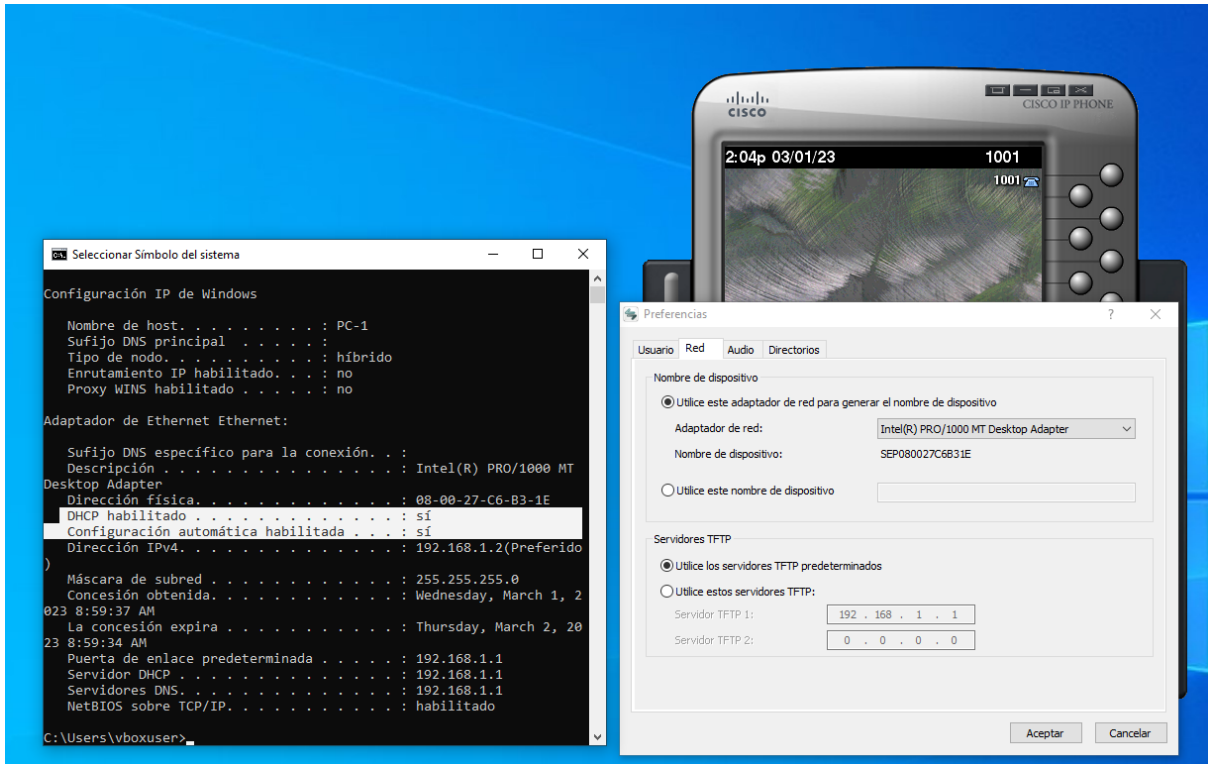 CISCO
CISCO IP PHONE
2:04p 03/01/23 1001
1001
Seleccionar Símbolo del sistema
Configuración IP de Windows
Nombre de host. . . . . . . . . : PC-1
Sufijo DNS principal . . . . . :
Tipo de nodo. . . . . . . . . . : híbrido
Enrutamiento IP habilitado. . . : no
Proxy WINS habilitado . . . . . : no
Adaptador de Ethernet Ethernet:
Sufijo DNS específico para la conexión. . :
Descripción . . . . . . . . . . . . . . . : Intel(R) PRO/1000 MT
Desktop Adapter
Dirección física. . . . . . . . . . . . . : 08-00-27-C6-B3-1E
DHCP habilitado . . . . . . . . . . . . . : sí
Configuración automática habilitada . . . : sí
Dirección IPv4. . . . . . . . . . . . . . : 192.168.1.2(Preferido
)
Máscara de subred . . . . . . . . . . . . : 255.255.255.0
Concesión obtenida. . . . . . . . . . . . : Wednesday, March 1, 2
023 8:59:37 AM
La concesión expira . . . . . . . . . . . : Thursday, March 2, 20
23 8:59:34 AM
Puerta de enlace predeterminada . . . . . : 192.168.1.1
Servidor DHCP . . . . . . . . . . . . . . : 192.168.1.1
Servidores DNS. . . . . . . . . . . . . . : 192.168.1.1
NetBIOS sobre TCP/IP. . . . . . . . . . . : habilitado
C:\Users\vboxuser>
Preferencias
Usuario Red Audio Directorios
Nombre de dispositivo
Utilice este adaptador de red para generar el nombre de dispositivo
Adaptador de red: Intel(R) PRO/1000 MT Desktop Adapter
Nombre de dispositivo: SEP080027C6B31E
Utilice este nombre de dispositivo
Servidores TFTP
Utilice los servidores TFTP predeterminados
Utilice estos servidores TFTP:
Servidor TFTP 1: 192 . 168 . 1 . 1
Servidor TFTP 2: 0 . 0 . 0 . 0
Aceptar Cancelar